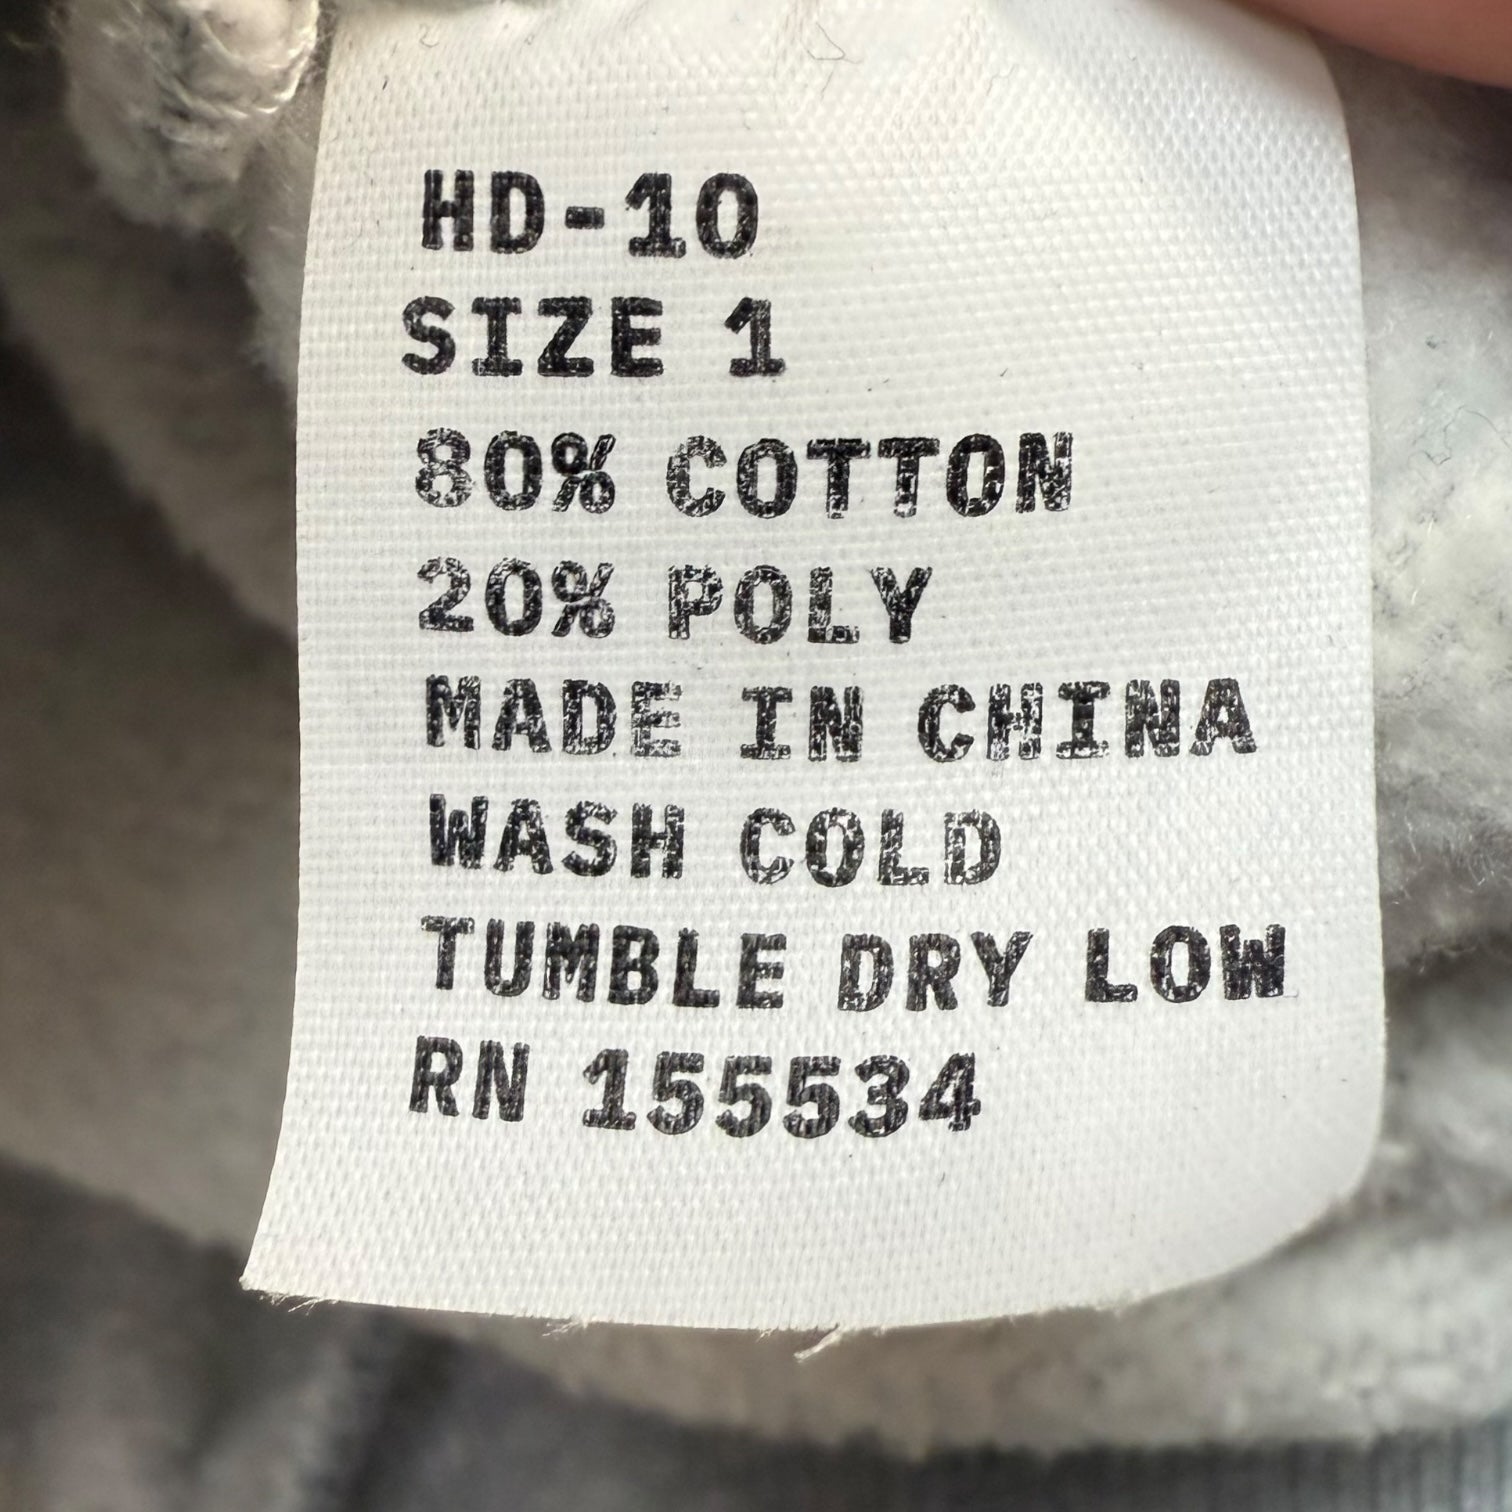 HD-10
SIZE 1
80% COTTON
20% POLY
MADE IN CHINA
WASH COLD
TUMBLE DRY LOW
RN 155534